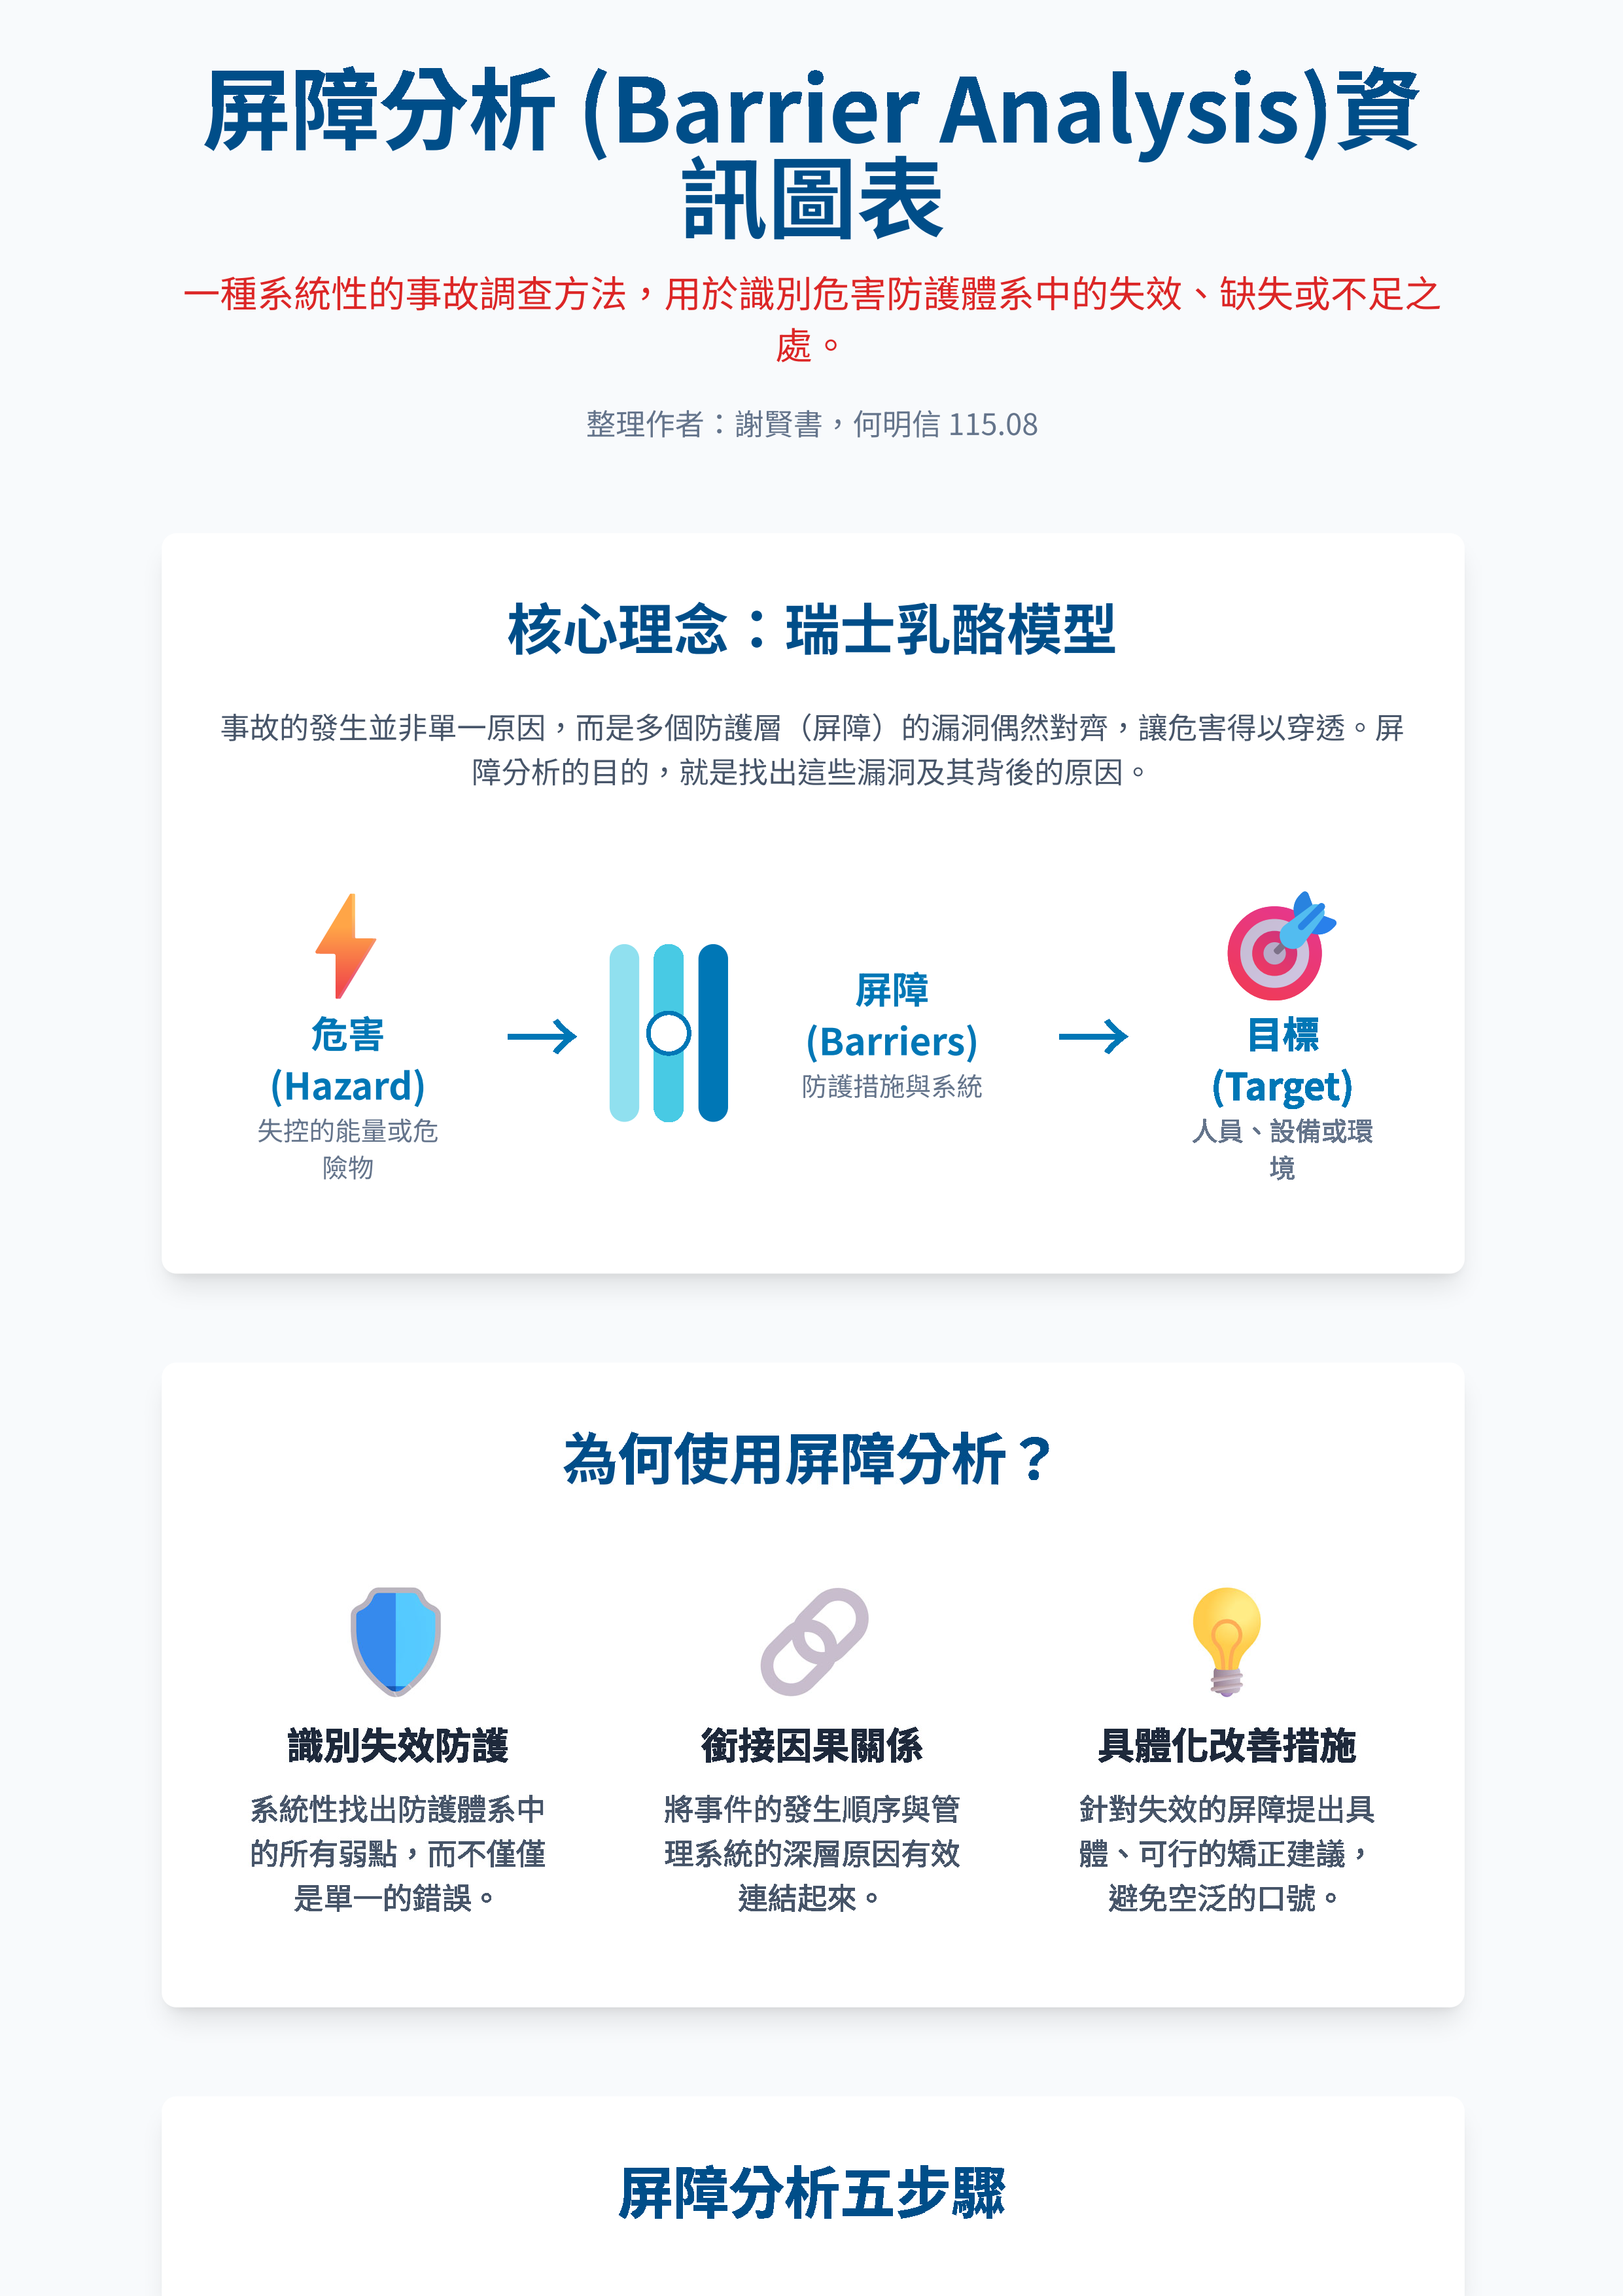 屏障分析 (Barrier Analysis)資
訊圖表
一種系統性的事故調查方法，用於識別危害防護體系中的失效、缺失或不足之
處。
整理作者：謝賢書，何明信 115.08
核心理念：瑞士乳酪模型
事故的發生並非單一原因，而是多個防護層（屏障）的漏洞偶然對齊，讓危害得以穿透。屏
障分析的目的，就是找出這些漏洞及其背後的原因。
危害
(Hazard)
失控的能量或危
險物
屏障
(Barriers)
防護措施與系統
目標
(Target)
人員、設備或環
境
為何使用屏障分析？
識別失效防護
系統性找出防護體系中
的所有弱點，而不僅僅
是單一的錯誤。
銜接因果關係
將事件的發生順序與管
理系統的深層原因有效
連結起來。
具體化改善措施
針對失效的屏障提出具
體、可行的矯正建議，
避免空泛的口號。
屏障分析五步驟